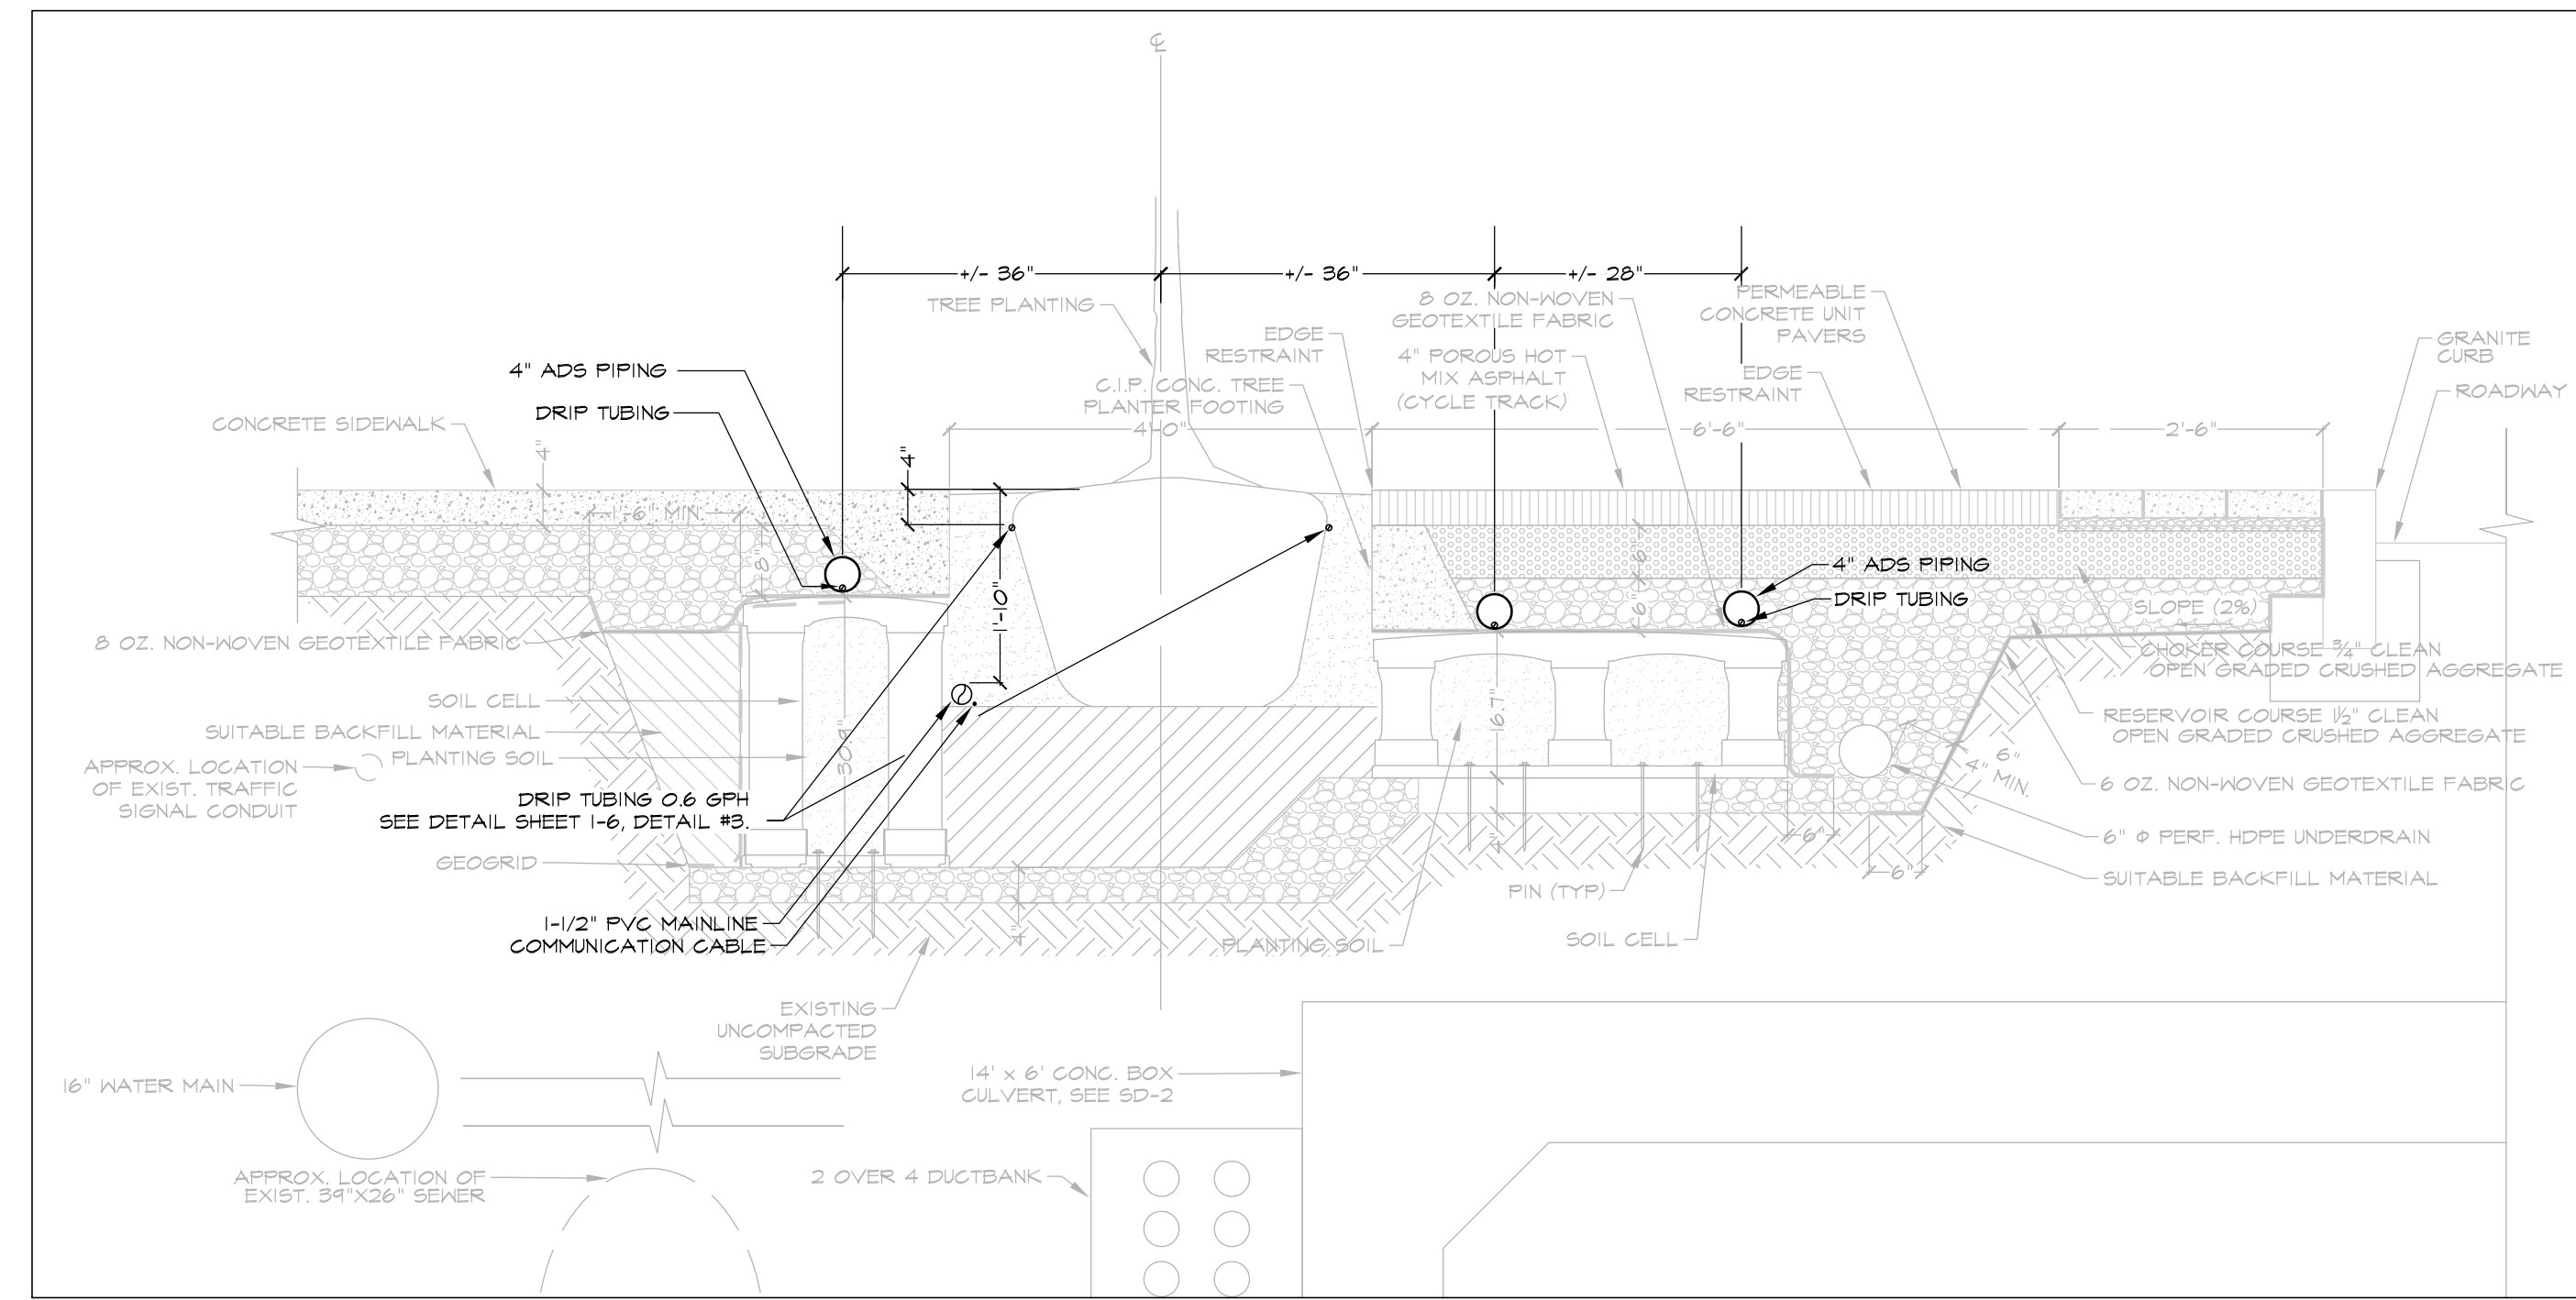 ℄
+/- 36"
+/- 36"
+/- 28"
TREE PLANTING
8 OZ. NON-WOVEN
GEOTEXTILE FABRIC
PERMEABLE
CONCRETE UNIT
PAVERS
EDGE
RESTRAINT
GRANITE
CURB
4" POROUS HOT
MIX ASPHALT
(CYCLE TRACK)
EDGE
RESTRAINT
ROADWAY
4" ADS PIPING
DRIP TUBING
C.I.P. CONC. TREE
PLANTER FOOTING
CONCRETE SIDEWALK
4'-0"
6'-6"
2'-6"
4"
4"
1'-6" MIN
8"
6"
6"
1'-10"
4" ADS PIPING
DRIP TUBING
SLOPE (2%)
8 OZ. NON-WOVEN GEOTEXTILE FABRIC
CHOKER COURSE ¾" CLEAN
OPEN GRADED CRUSHED AGGREGATE
SOIL CELL
SUITABLE BACKFILL MATERIAL
PLANTING SOIL
RESERVOIR COURSE 1½" CLEAN
OPEN GRADED CRUSHED AGGREGATE
APPROX. LOCATION
OF EXIST. TRAFFIC
SIGNAL CONDUIT
30.9"
16.7"
6"
4" MIN.
6 OZ. NON-WOVEN GEOTEXTILE FABRIC
DRIP TUBING 0.6 GPH
SEE DETAIL SHEET I-6, DETAIL #3.
GEOGRID
4"
6"
6"
6" Φ PERF. HDPE UNDERDRAIN
SUITABLE BACKFILL MATERIAL
PIN (TYP)
1-1/2" PVC MAINLINE
COMMUNICATION CABLE
4"
PLANTING SOIL
SOIL CELL
EXISTING
UNCOMPACTED
SUBGRADE
16" WATER MAIN
14' x 6' CONC. BOX
CULVERT, SEE SD-2
APPROX. LOCATION OF
EXIST. 39"X26" SEWER
2 OVER 4 DUCTBANK